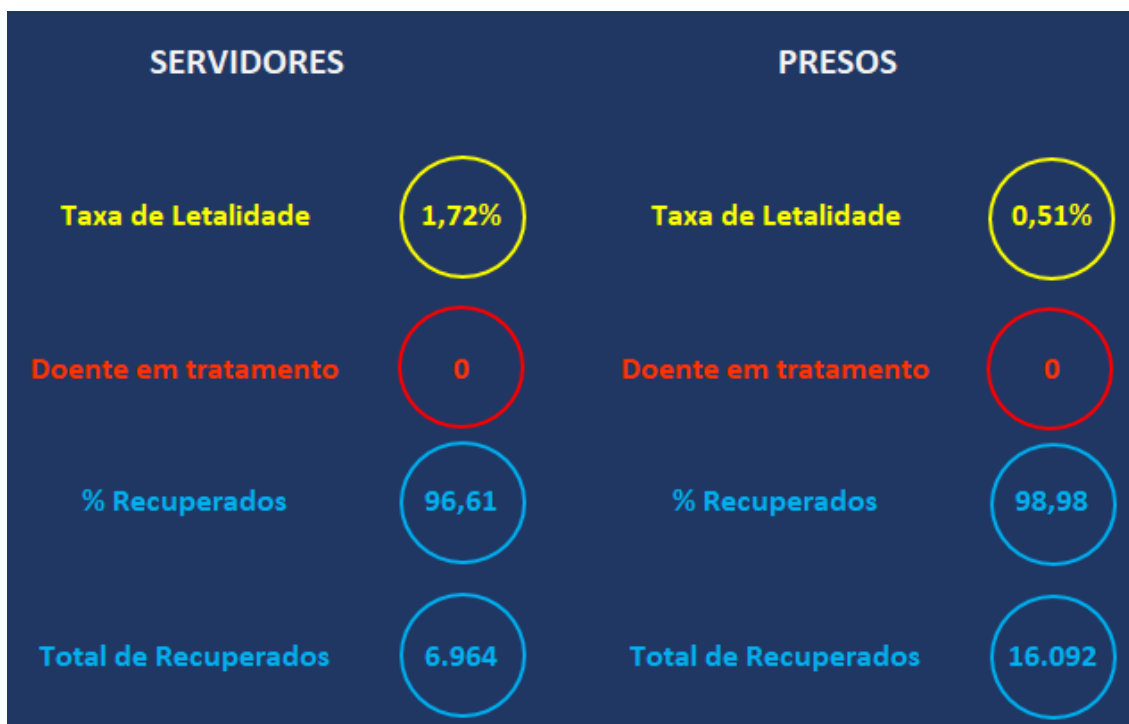 SERVIDORES
PRESOS
Taxa de Letalidade 1,72% Taxa de Letalidade 0,51%
Doente em tratamento 0 Doente em tratamento 0
% Recuperados 96,61 % Recuperados 98,98
Total de Recuperados 6.964 Total de Recuperados 16.092